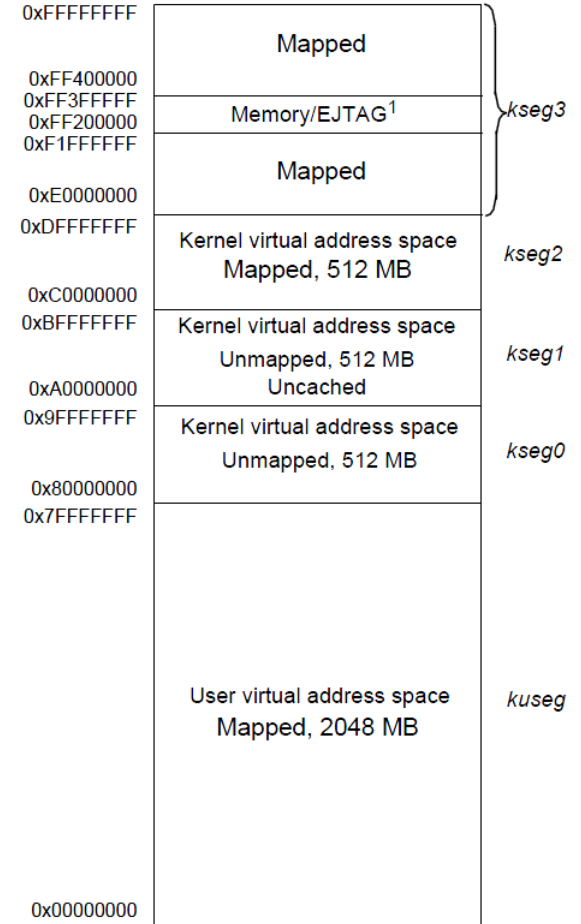 0xFFFFFFFF
Mapped
0xFF400000
0xFF3FFFFF
Memory/EJTAG1
kseg3
0xFF200000
0xF1FFFFFF
Mapped
0xE0000000
0xDFFFFFFF
Kernel virtual address space
kseg2
Mapped, 512 MB
0xC0000000
0xBFFFFFFF
Kernel virtual address space
kseg1
Unmapped, 512 MB
Uncached
0xA0000000
0x9FFFFFFF
Kernel virtual address space
kseg0
Unmapped, 512 MB
0x80000000
0x7FFFFFFF
User virtual address space
kuseg
Mapped, 2048 MB
0x00000000